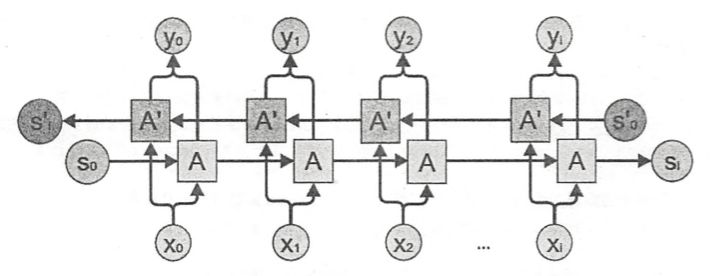 y₀ y₁ y₂ yᵢ
s'ᵢ A' A' A' A' s'₀
s₀ A A A A sᵢ
x₀ x₁ x₂ ... xᵢ